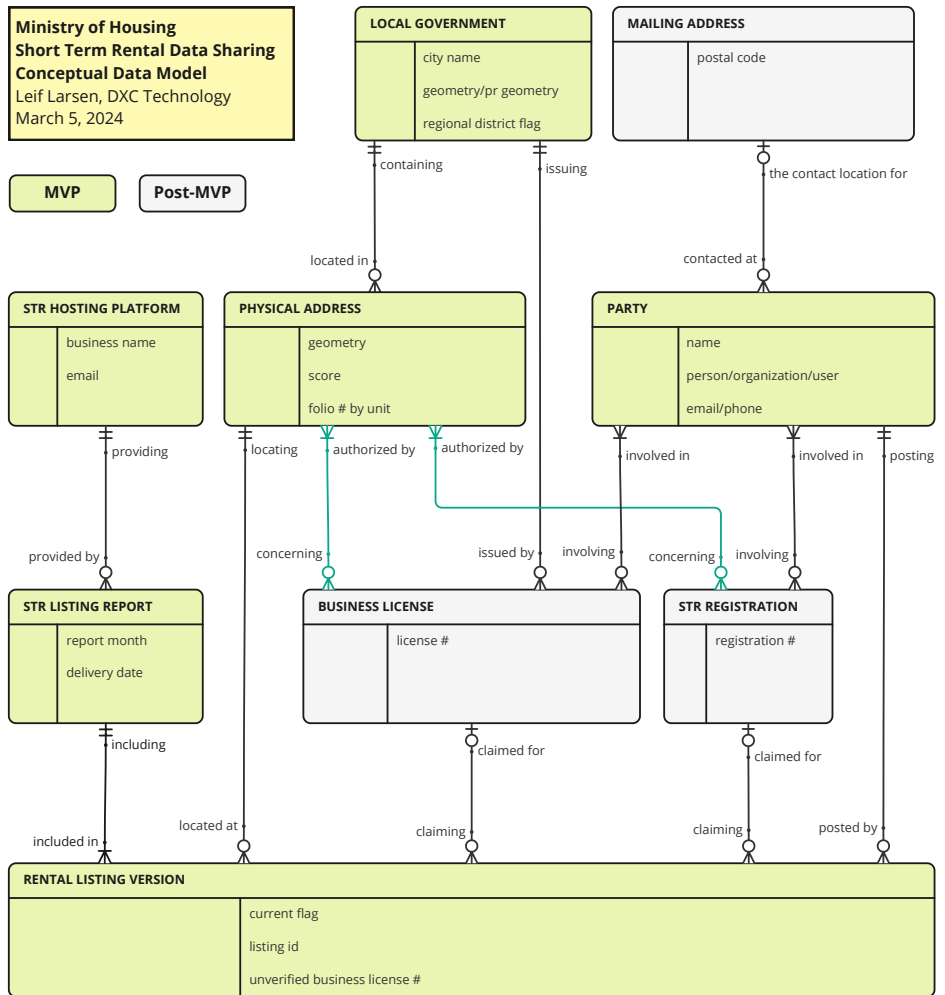 Ministry of Housing
Short Term Rental Data Sharing
Conceptual Data Model
Leif Larsen, DXC Technology
March 5, 2024
MVP
Post-MVP
LOCAL GOVERNMENT
city name
geometry/pr geometry
regional district flag
MAILING ADDRESS
postal code
containing
issuing
the contact location for
located in
contacted at
STR HOSTING PLATFORM
business name
email
PHYSICAL ADDRESS
geometry
score
folio # by unit
PARTY
name
person/organization/user
email/phone
providing
locating
authorized by
authorized by
involved in
involved in
posting
provided by
concerning
issued by
involving
concerning
involving
STR LISTING REPORT
report month
delivery date
BUSINESS LICENSE
license #
STR REGISTRATION
registration #
including
claimed for
claimed for
included in
located at
claiming
claiming
posted by
RENTAL LISTING VERSION
current flag
listing id
unverified business license #